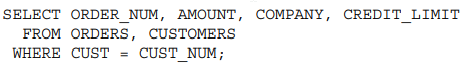 SELECT ORDER_NUM, AMOUNT, COMPANY, CREDIT_LIMIT
FROM ORDERS, CUSTOMERS
WHERE CUST = CUST_NUM;